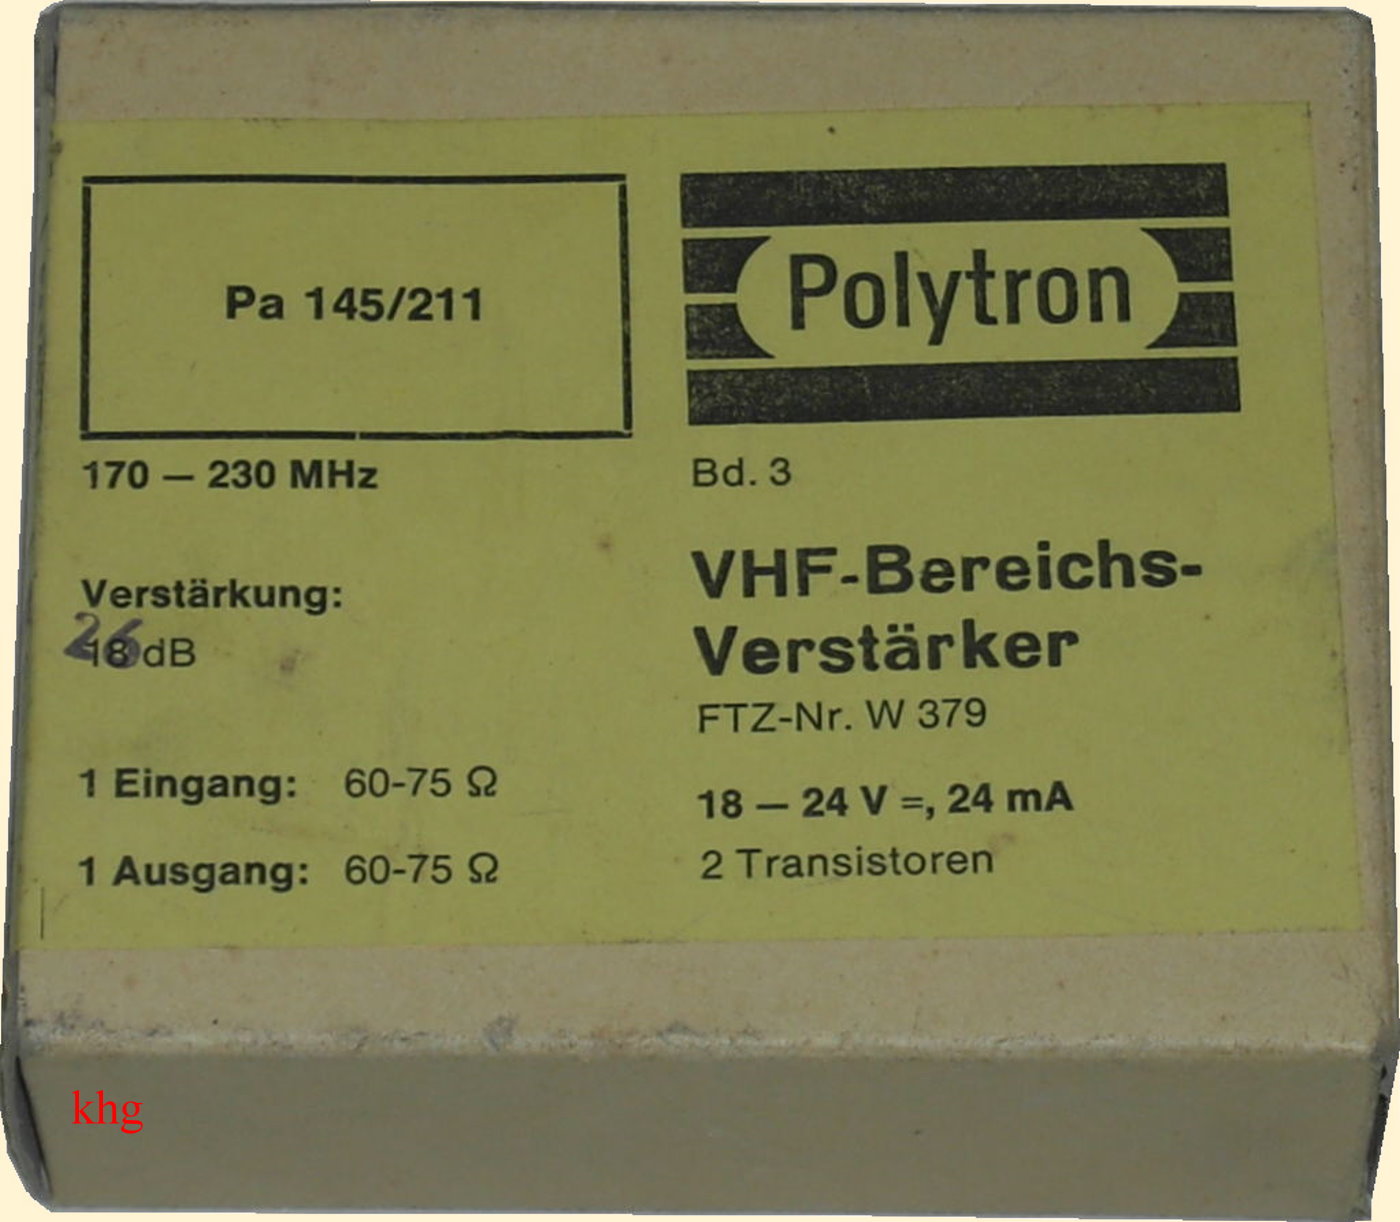 Pa 145/211
170 — 230 MHz
Verstärkung:
26
18 dB
1 Eingang: 60-75 Ω
1 Ausgang: 60-75 Ω
Polytron
Bd. 3
VHF-Bereichs-
Verstärker
FTZ-Nr. W 379
18 — 24 V =, 24 mA
2 Transistoren
khg